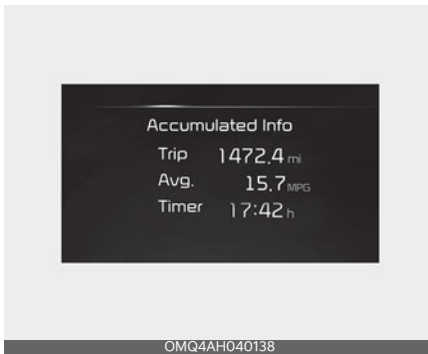 Accumulated Info
Trip 1472.4 mi
Avg. 15.7 MPG
Timer 17:42 h
OMQ4AH040138